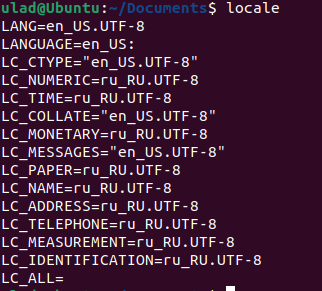 ulad@Ubuntu:~/Documents$ locale
LANG=en_US.UTF-8
LANGUAGE=en_US:
LC_CTYPE="en_US.UTF-8"
LC_NUMERIC=ru_RU.UTF-8
LC_TIME=ru_RU.UTF-8
LC_COLLATE="en_US.UTF-8"
LC_MONETARY=ru_RU.UTF-8
LC_MESSAGES="en_US.UTF-8"
LC_PAPER=ru_RU.UTF-8
LC_NAME=ru_RU.UTF-8
LC_ADDRESS=ru_RU.UTF-8
LC_TELEPHONE=ru_RU.UTF-8
LC_MEASUREMENT=ru_RU.UTF-8
LC_IDENTIFICATION=ru_RU.UTF-8
LC_ALL=